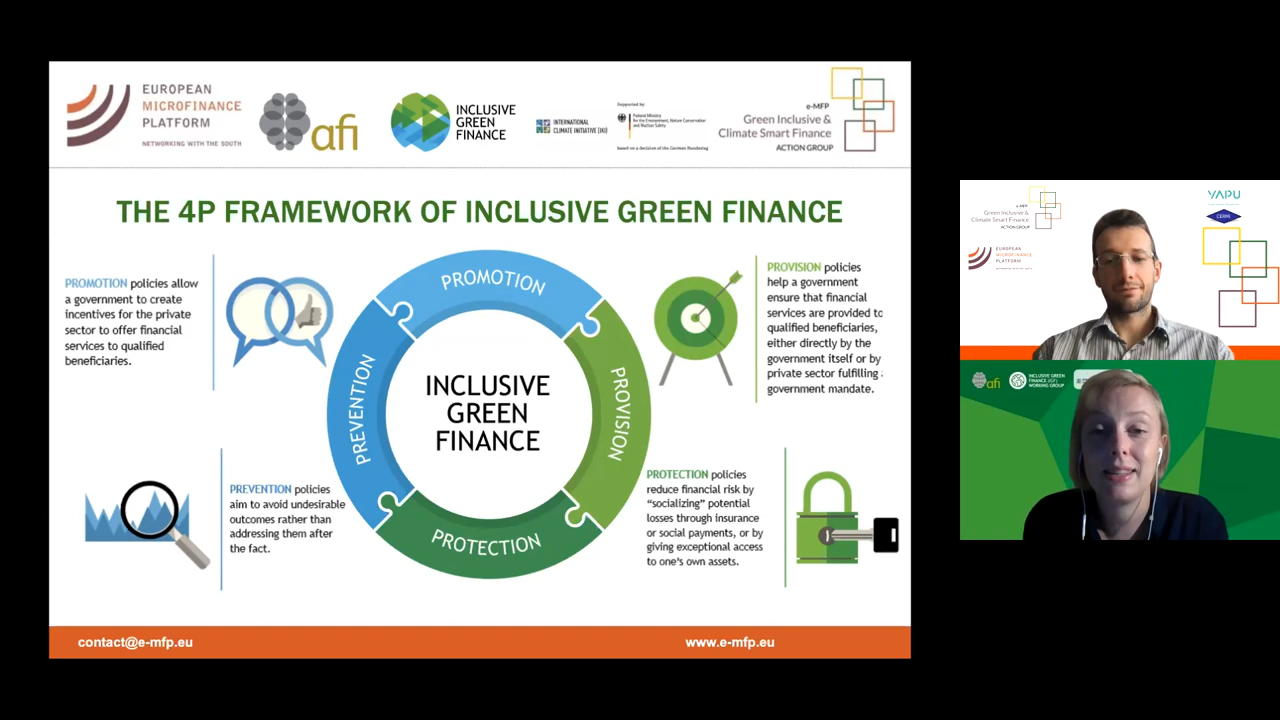 EUROPEAN
MICROFINANCE
PLATFORM
NETWORKING WITH THE SOUTH
afi
INCLUSIVE
GREEN
FINANCE
INTERNATIONAL
CLIMATE INITIATIVE (IKI)
Supported by:
Federal Ministry
for the Environment, Nature Conservation
and Nuclear Safety
based on a decision of the German Bundestag
e-MFP
Green Inclusive &
Climate Smart Finance
ACTION GROUP
THE 4P FRAMEWORK OF INCLUSIVE GREEN FINANCE
PROMOTION policies allow
a government to create
incentives for the private
sector to offer financial
services to qualified
beneficiaries.
PROMOTION
PROVISION
PROTECTION
PREVENTION
INCLUSIVE
GREEN
FINANCE
PROVISION policies
help a government
ensure that financial
services are provided to
qualified beneficiaries,
either directly by the
government itself or by
private sector fulfilling
government mandate.
PREVENTION policies
aim to avoid undesirable
outcomes rather than
addressing them after
the fact.
PROTECTION policies
reduce financial risk by
“socializing” potential
losses through insurance
or social payments, or by
giving exceptional access
to one's own assets.
contact@e-mfp.eu
www.e-mfp.eu
e-MFP
Green Inclusive &
Climate Smart Finance
ACTION GROUP
EUROPEAN
MICROFINANCE
PLATFORM
YAPU
CERMi
afi
INCLUSIVE GREEN
FINANCE (IGF)
WORKING GROUP